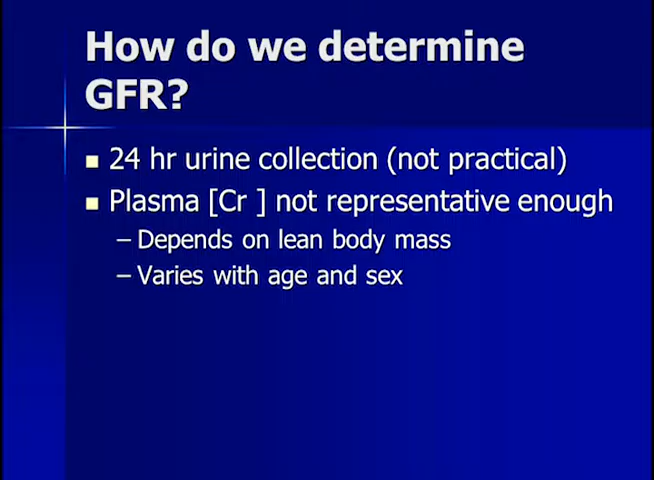 How do we determine
GFR?
24 hr urine collection (not practical)
Plasma [Cr ] not representative enough
– Depends on lean body mass
– Varies with age and sex